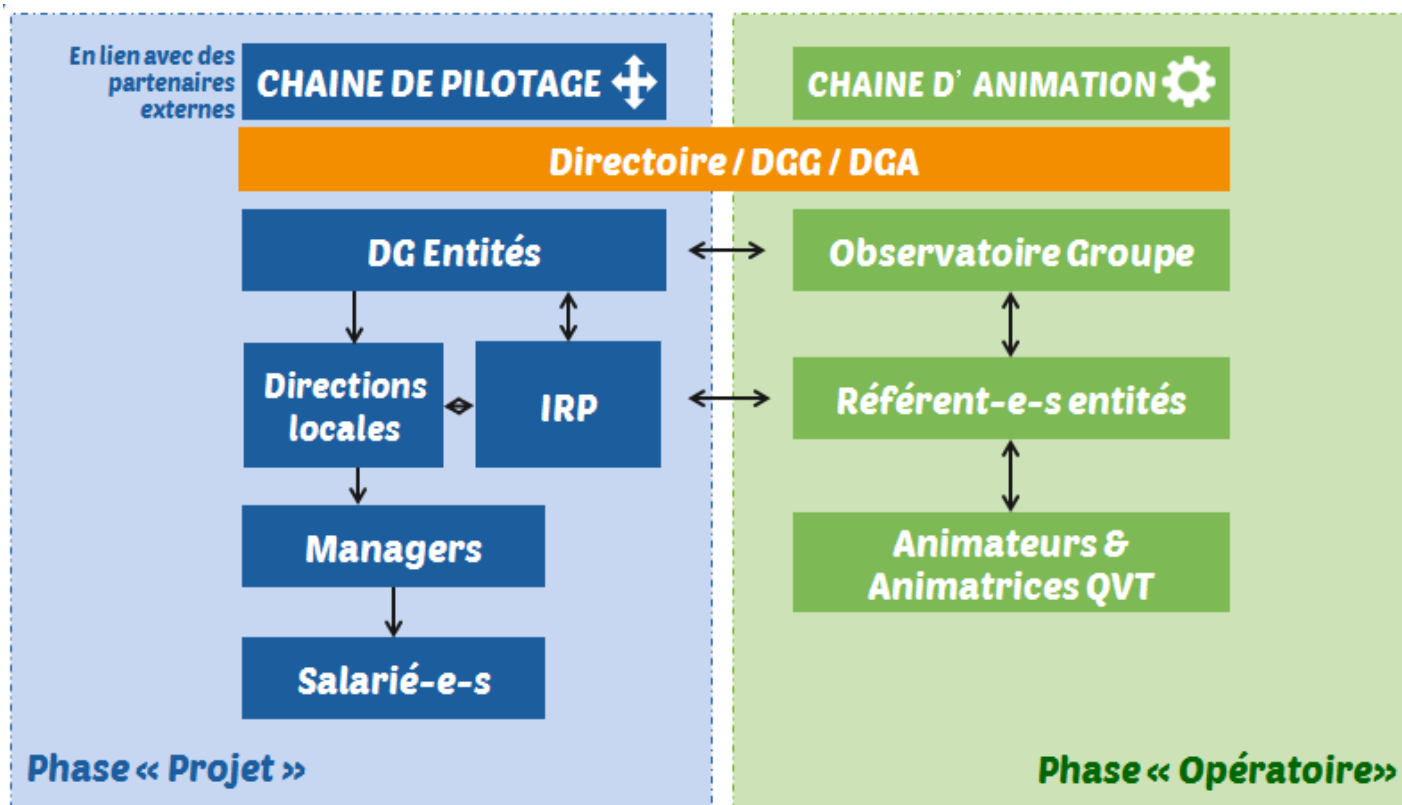 En lien avec des
partenaires
externes
CHAINE DE PILOTAGE
CHAINE D' ANIMATION
Directoire / DGG / DGA
DG Entités
Observatoire Groupe
Directions
locales
IRP
Référent-e-s entités
Managers
Animateurs &
Animatrices QVT
Salarié-e-s
Phase « Projet »
Phase « Opératoire»